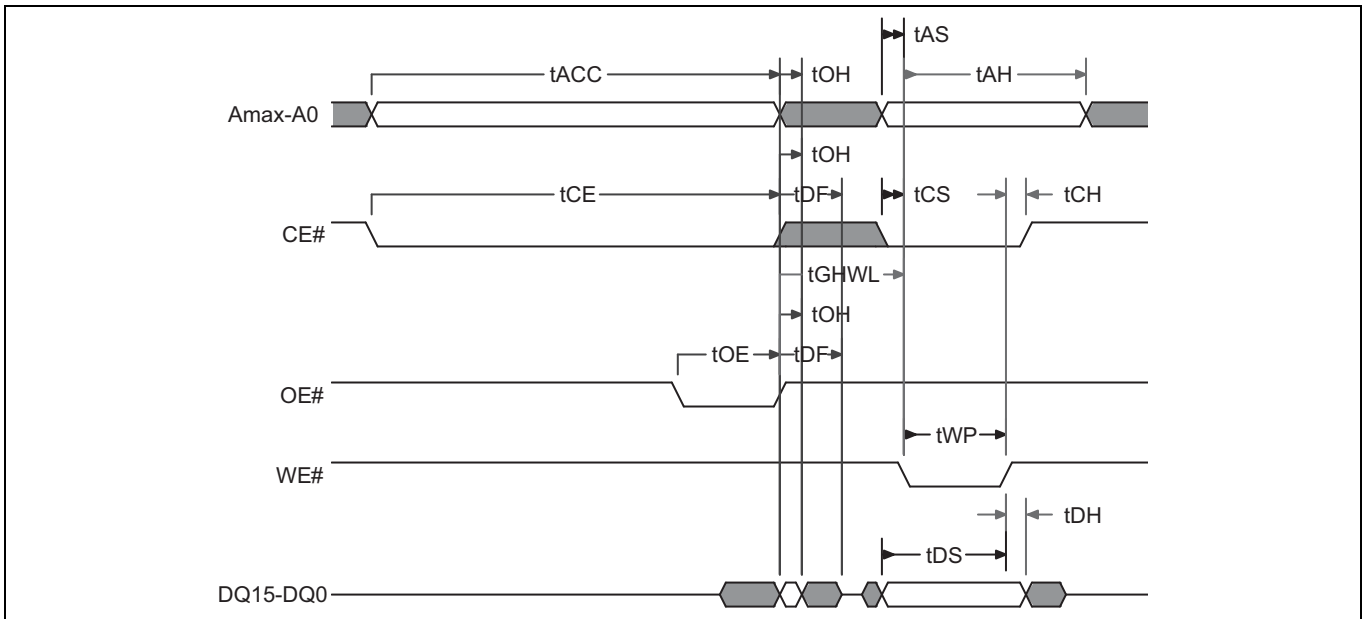 tAS
tACC tOH tAH
Amax-A0
tOH
tCE tDF tCS tCH
CE#
tGHWL
tOH
tOE tDF
OE#
tWP
WE#
tDH
tDS
DQ15-DQ0